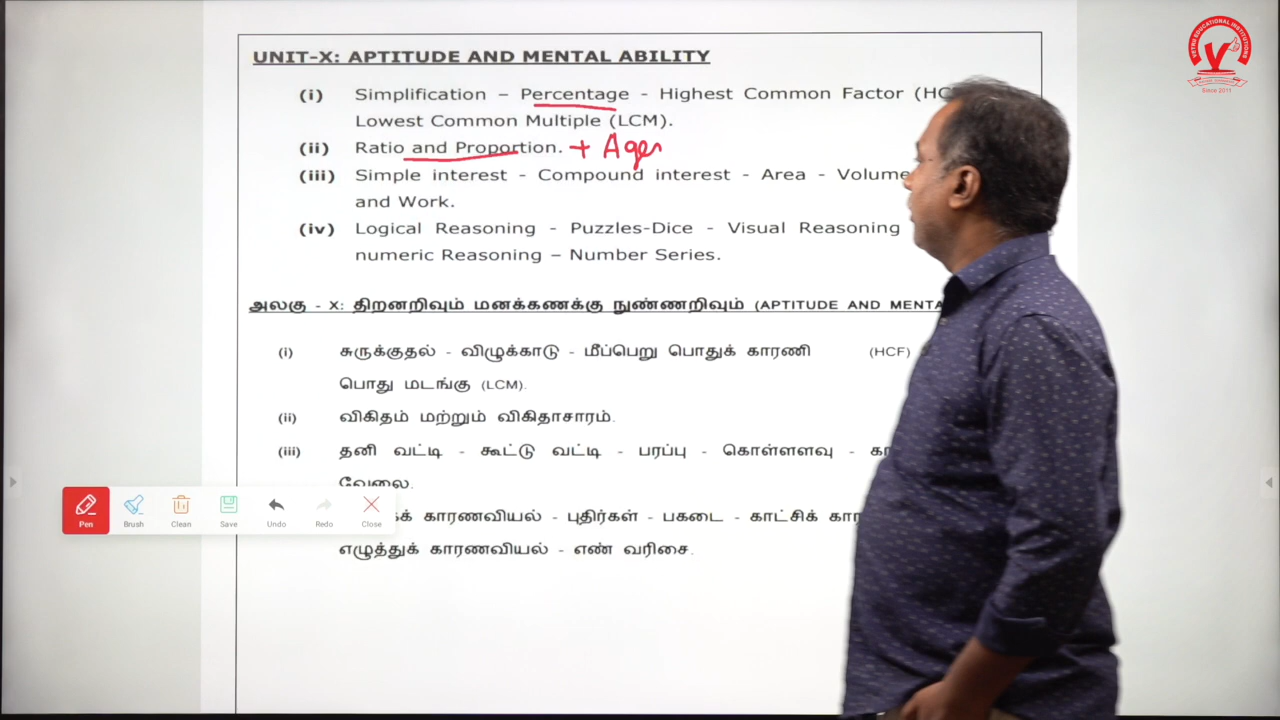 UNIT-X: APTITUDE AND MENTAL ABILITY
(i) Simplification – Percentage - Highest Common Factor (HC
Lowest Common Multiple (LCM).
(ii) Ratio and Proportion. + Ages
(iii) Simple interest - Compound interest - Area - Volume
and Work.
(iv) Logical Reasoning - Puzzles-Dice - Visual Reasoning
numeric Reasoning – Number Series.
அலகு - X: திறனறிவும் மனக்கணக்கு நுண்ணறிவும் (APTITUDE AND MENTA
(i) சுருக்குதல் - விழுக்காடு - மீப்பெறு பொதுக் காரணி (HCF)
பொது மடங்கு (LCM).
(ii) விகிதம் மற்றும் விகிதாசாரம்.
(iii) தனி வட்டி - கூட்டு வட்டி - பரப்பு - கொள்ளளவு - கா
வேலை.
காரணவியல் - புதிர்கள் - பகடை - காட்சிக் கார
எழுத்துக் காரணவியல் - எண் வரிசை.
Pen Brush Clean Save Undo Redo Close
VETRII EDUCATIONAL INSTITUTIONS
Since 2011